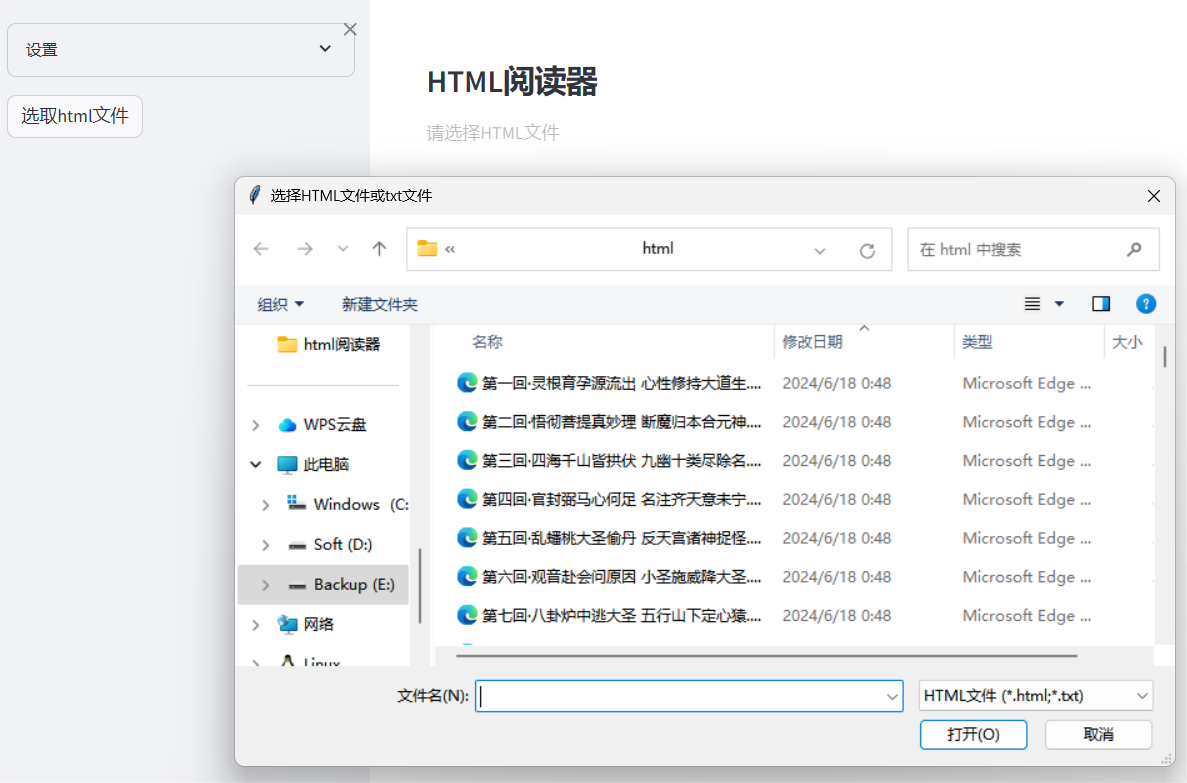 设置
选取html文件
HTML阅读器
请选择HTML文件
选择HTML文件或txt文件
« html
在 html 中搜索
组织 新建文件夹
html阅读器
WPS云盘
此电脑
Windows (C:
Soft (D:)
Backup (E:)
网络
Linux
名称 修改日期 类型 大小
第一回·灵根育孕源流出 心性修持大道生.... 2024/6/18 0:48 Microsoft Edge ...
第二回·悟彻菩提真妙理 断魔归本合元神.... 2024/6/18 0:48 Microsoft Edge ...
第三回·四海千山皆拱伏 九幽十类尽除名.... 2024/6/18 0:48 Microsoft Edge ...
第四回·官封弼马心何足 名注齐天意未宁.... 2024/6/18 0:48 Microsoft Edge ...
第五回·乱蟠桃大圣偷丹 反天宫诸神捉怪.... 2024/6/18 0:48 Microsoft Edge ...
第六回·观音赴会问原因 小圣施威降大圣.... 2024/6/18 0:48 Microsoft Edge ...
第七回·八卦炉中逃大圣 五行山下定心猿.... 2024/6/18 0:48 Microsoft Edge ...
文件名(N): HTML文件 (*.html;*.txt)
打开(O) 取消